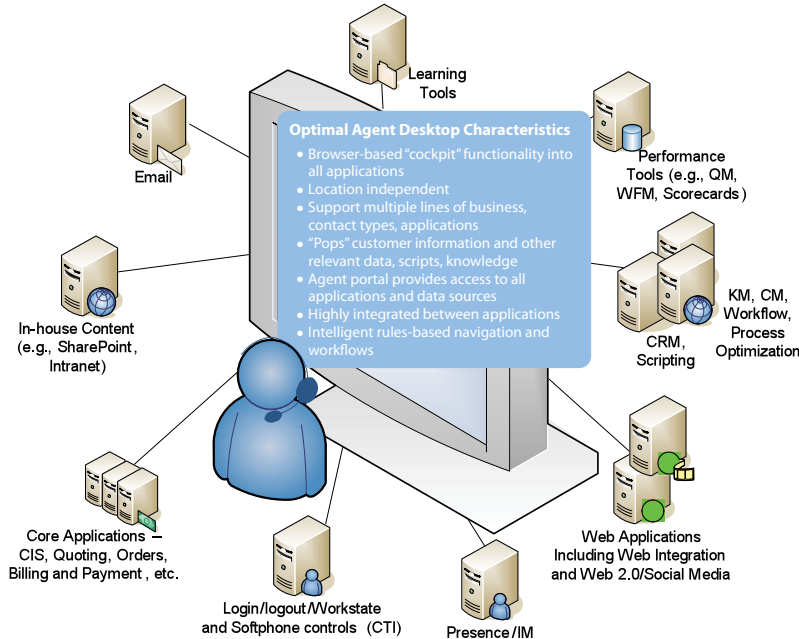 Learning
Tools
Optimal Agent Desktop Characteristics
• Browser-based “cockpit” functionality into
all applications
• Location independent
• Support multiple lines of business,
contact types, applications
• “Pops” customer information and other
relevant data, scripts, knowledge
• Agent portal provides access to all
applications and data sources
• Highly integrated between applications
• Intelligent rules-based navigation and
workflows
Email
Performance
Tools (e.g., QM,
WFM, Scorecards)
In-house Content
(e.g., SharePoint,
Intranet)
CRM,
Scripting
KM, CM,
Workflow,
Process
Optimization
Core Applications –
CIS, Quoting, Orders,
Billing and Payment, etc.
Login/logout/Workstate
and Softphone controls (CTI)
Presence/IM
Web Applications
Including Web Integration
and Web 2.0/Social Media